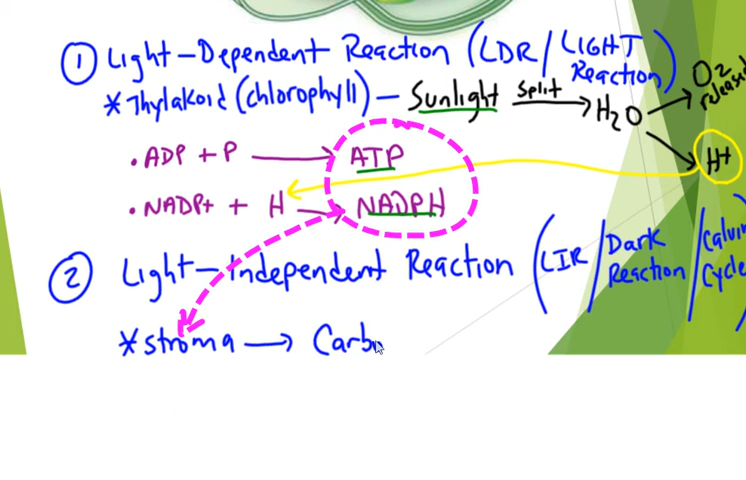 ① Light-Dependent Reaction (LDR/LIGHT Reaction)
* Thylakoid (chlorophyll) – Sunlight Split → H2O → O2 released
H+
• ADP + P → ATP
• NADP+ + H → NADPH
② Light-Independent Reaction (LIR/Dark Reaction/Calvin Cycle)
* stroma → Carb